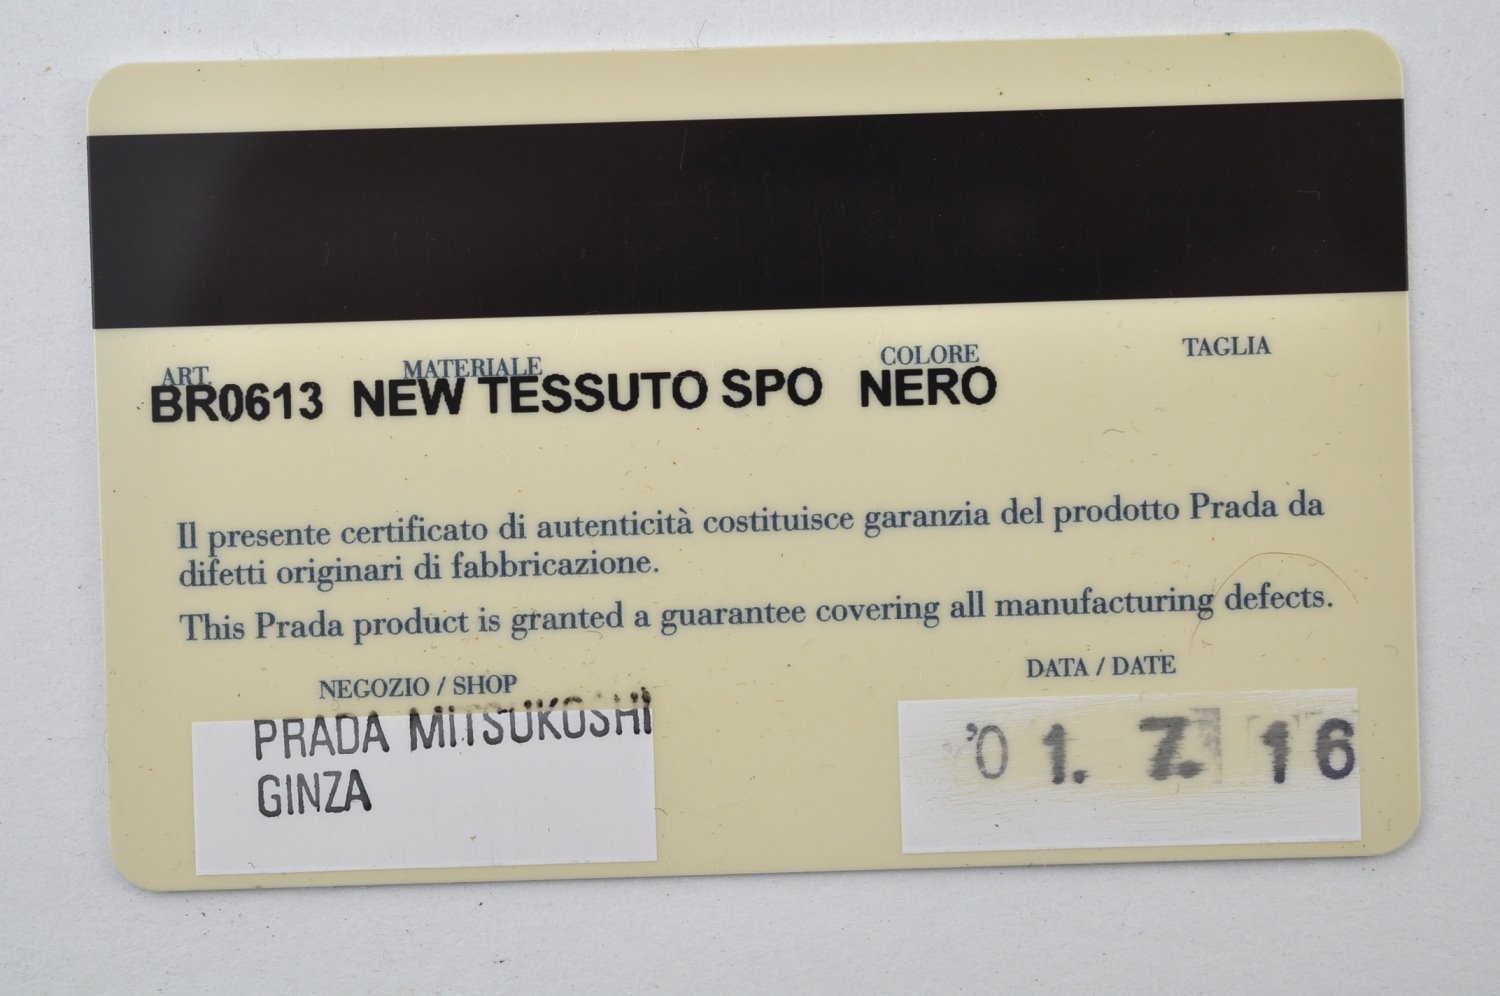 ART. MATERIALE COLORE TAGLIA
BR0613 NEW TESSUTO SPO NERO
Il presente certificato di autenticità costituisce garanzia del prodotto Prada da
difetti originari di fabbricazione.
This Prada product is granted a guarantee covering all manufacturing defects.
NEGOZIO / SHOP DATA / DATE
PRADA MITSUKOSHI
GINZA
'01. 7. 16